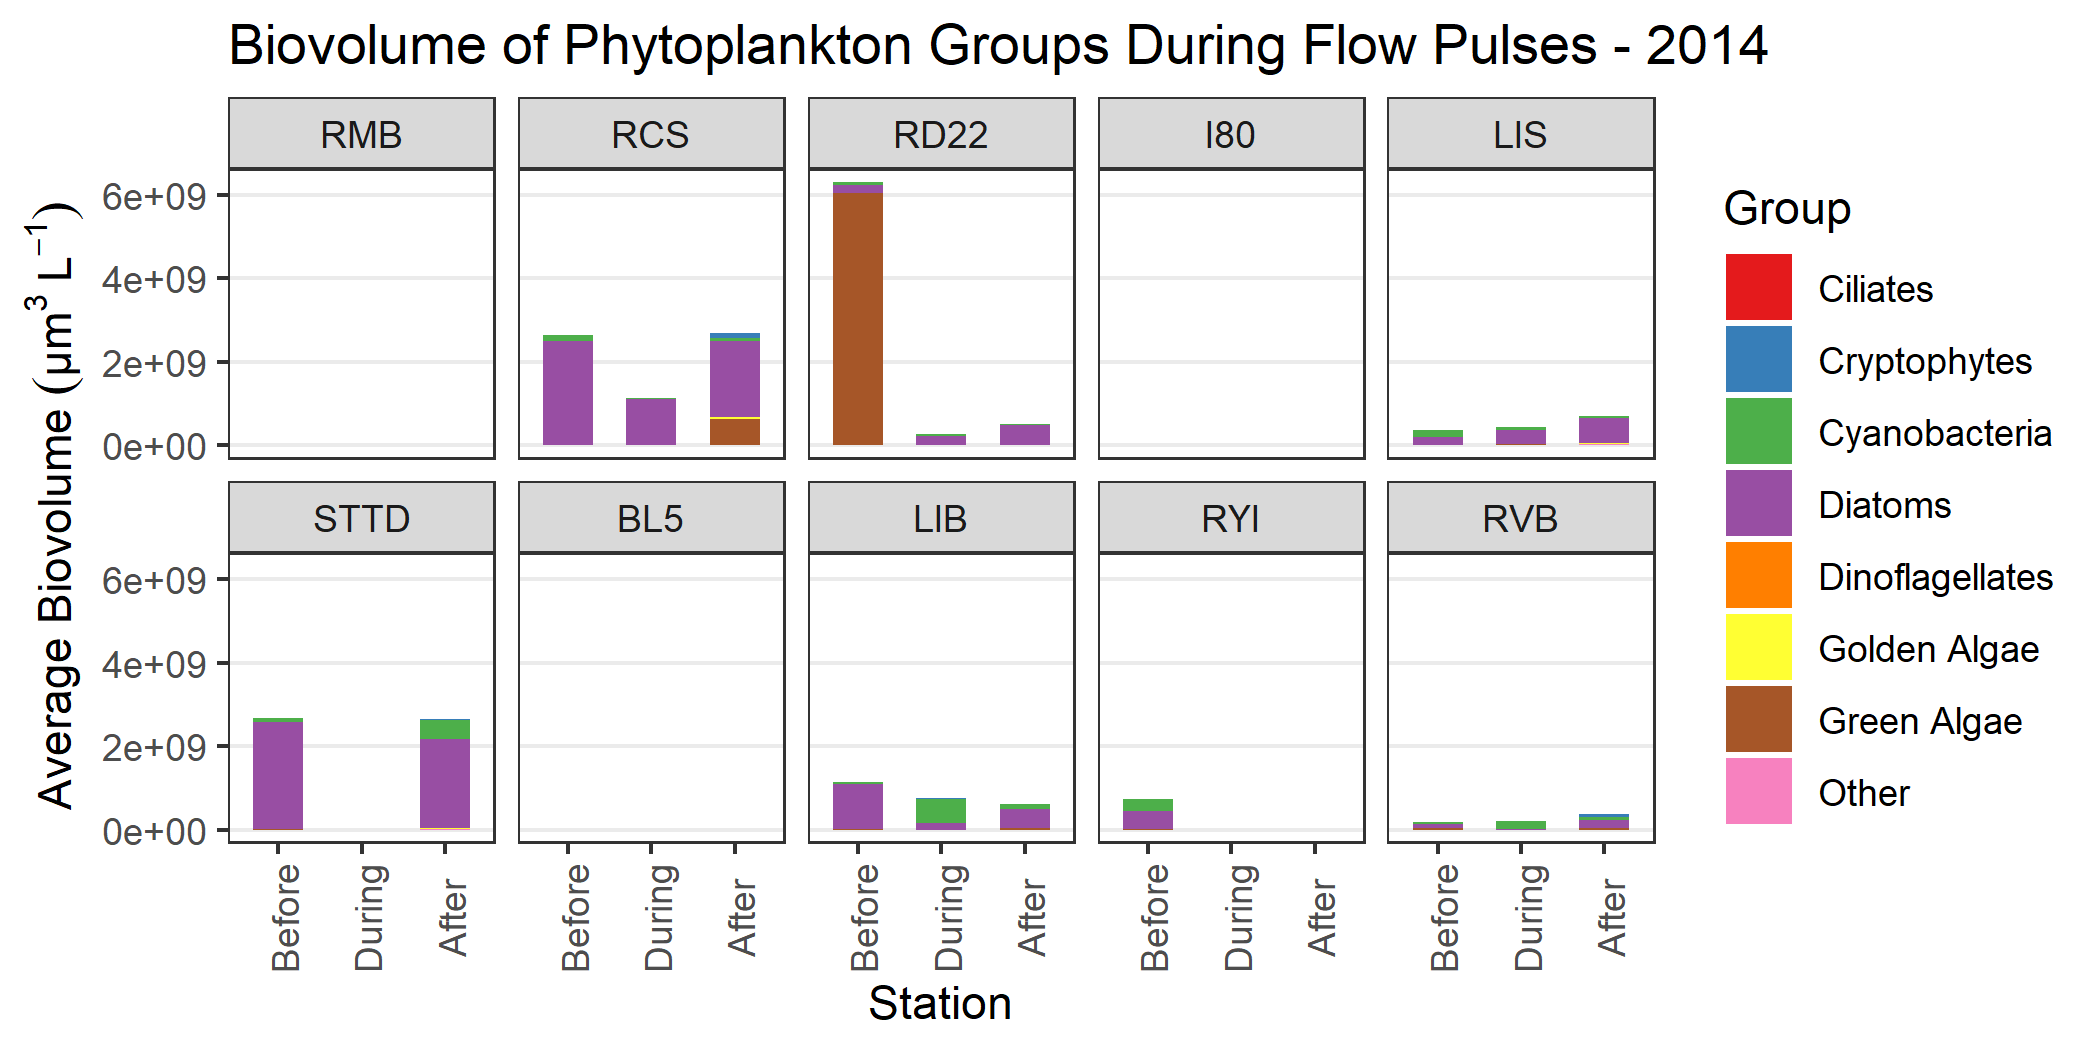 Biovolume of Phytoplankton Groups During Flow Pulses - 2014
RMB
RCS
RD22
I80
LIS
6e+09
4e+09
2e+09
0e+00
STTD
BL5
LIB
RYI
RVB
6e+09
4e+09
2e+09
0e+00
Before
During
After
Before
During
After
Before
During
After
Before
During
After
Before
During
After
Station
Average Biovolume (μm³ L⁻¹)
Group
Ciliates
Cryptophytes
Cyanobacteria
Diatoms
Dinoflagellates
Golden Algae
Green Algae
Other